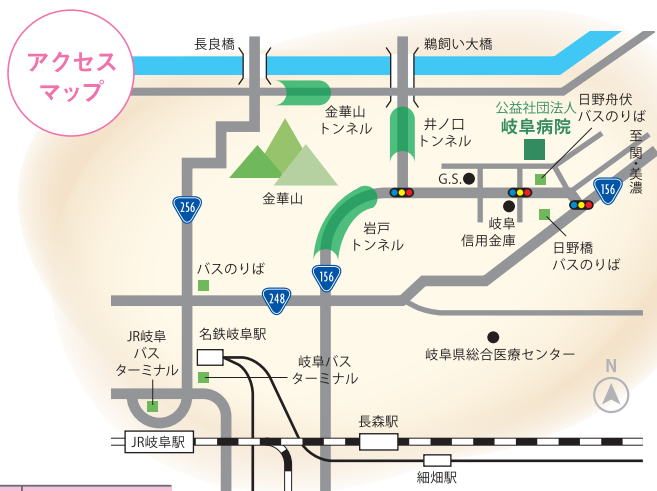 アクセス
マップ
長良橋
鵜飼い大橋
金華山
トンネル
井ノ口
トンネル
公益社団法人
岐阜病院
日野舟伏
バスのりば
至関・美濃
G.S.
156
金華山
256
岩戸
トンネル
岐阜
信用金庫
日野橋
バスのりば
バスのりば
156
248
JR岐阜
バス
ターミナル
名鉄岐阜駅
岐阜バス
ターミナル
岐阜県総合医療センター
N
長森駅
JR岐阜駅
細畑駅